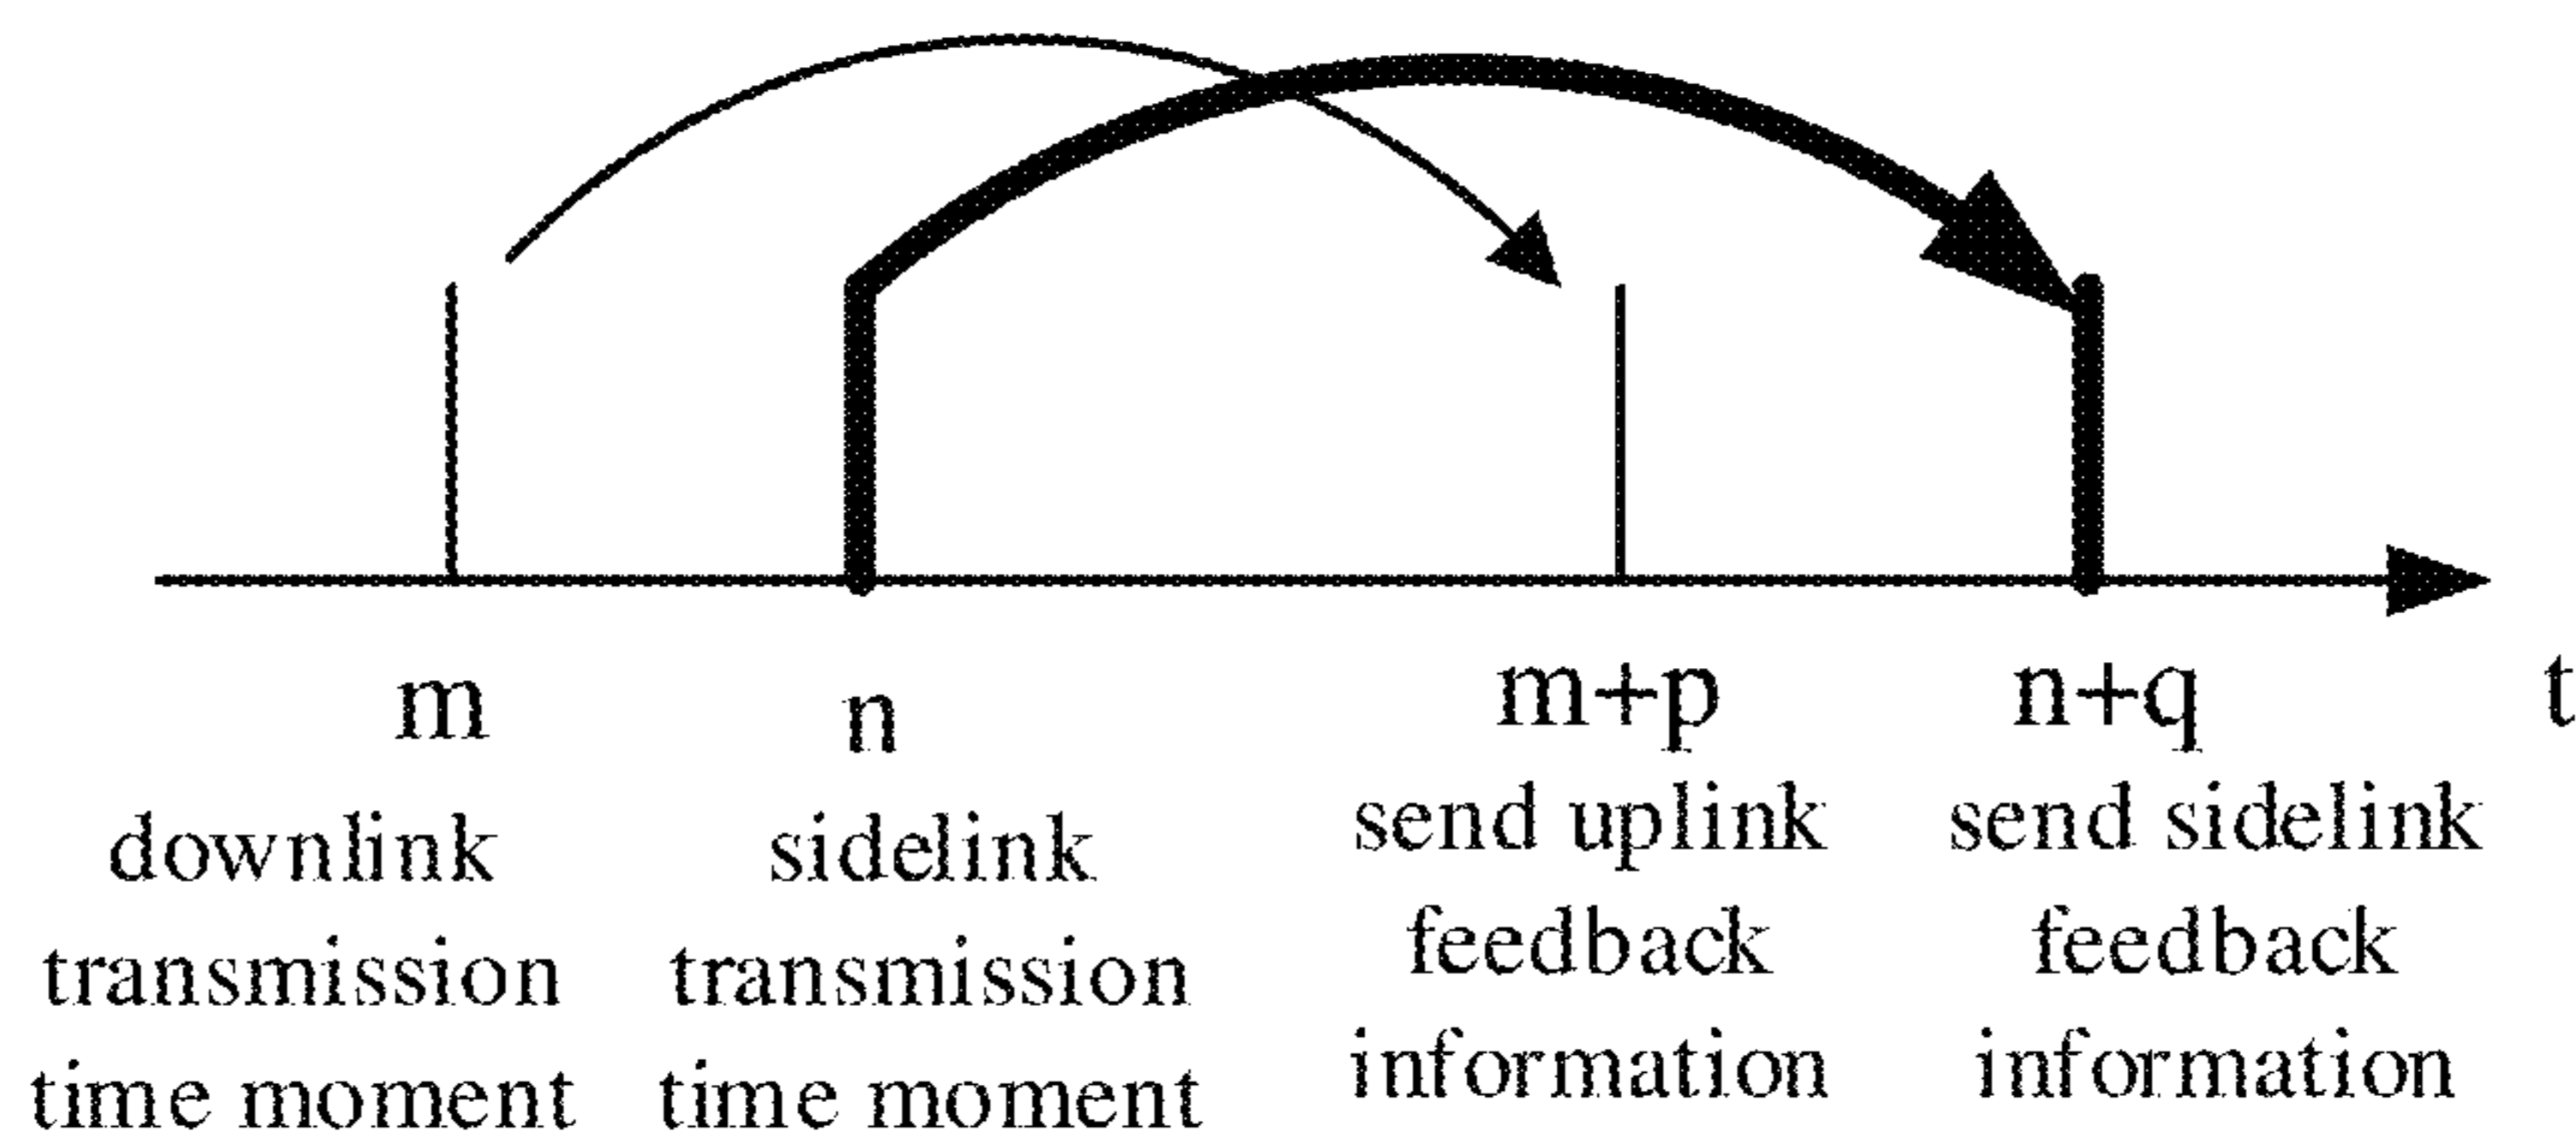 m
downlink
transmission
time moment
n
sidelink
transmission
time moment
m+p
send uplink
feedback
information
n+q
send sidelink
feedback
information
t